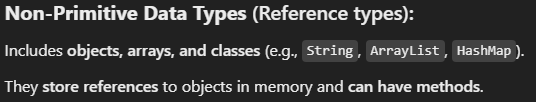 Non-Primitive Data Types (Reference types):
Includes objects, arrays, and classes (e.g., String, ArrayList, HashMap).
They store references to objects in memory and can have methods.